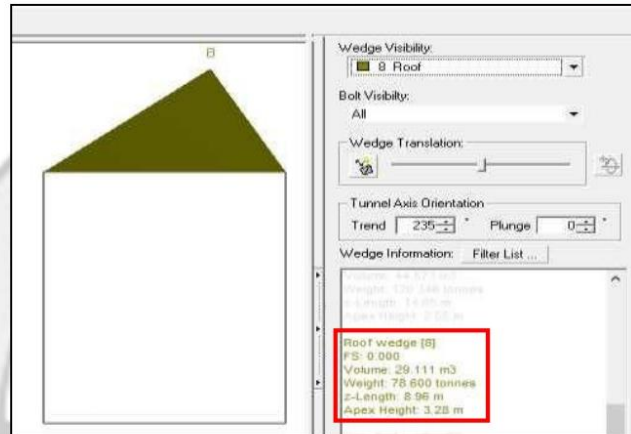 8
Wedge Visibility:
8 Roof
Bolt Visibilty:
All
Wedge Translation:
Tunnel Axis Orientation
Trend 235 ° Plunge 0 °
Wedge Information: Filter List ...
Roof wedge [8]
FS: 0.000
Volume: 29.111 m3
Weight: 78.600 tonnes
z-Length: 8.96 m
Apex Height: 3.28 m